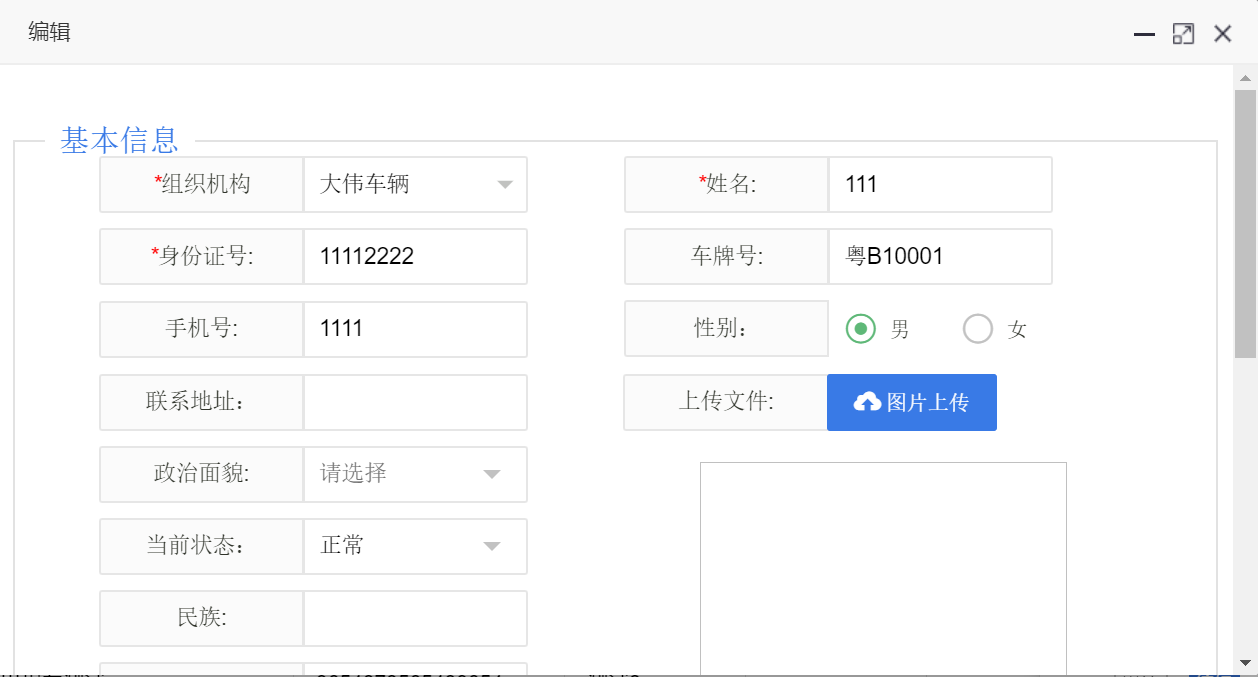 编辑
基本信息
*组织机构 大伟车辆 *姓名: 111
*身份证号: 11112222 车牌号: 粤B10001
手机号: 1111 性别： 男 女
联系地址： 上传文件: 图片上传
政治面貌: 请选择
当前状态： 正常
民族: